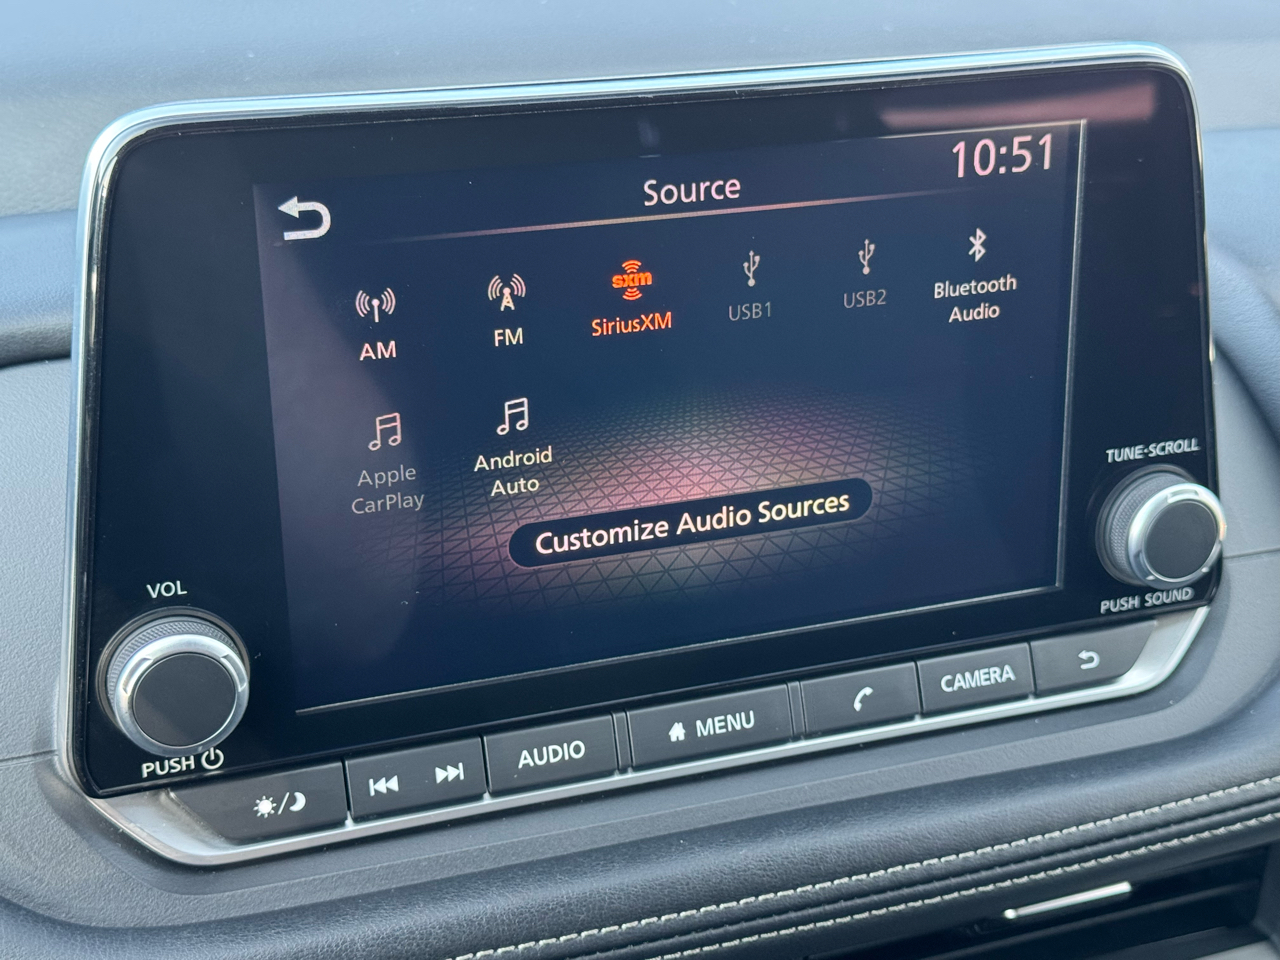 10:51
Source
AM
FM
sxm
SiriusXM
USB1
USB2
Bluetooth
Audio
Apple
CarPlay
Android
Auto
Customize Audio Sources
TUNE·SCROLL
PUSH SOUND
VOL
PUSH
AUDIO
MENU
CAMERA